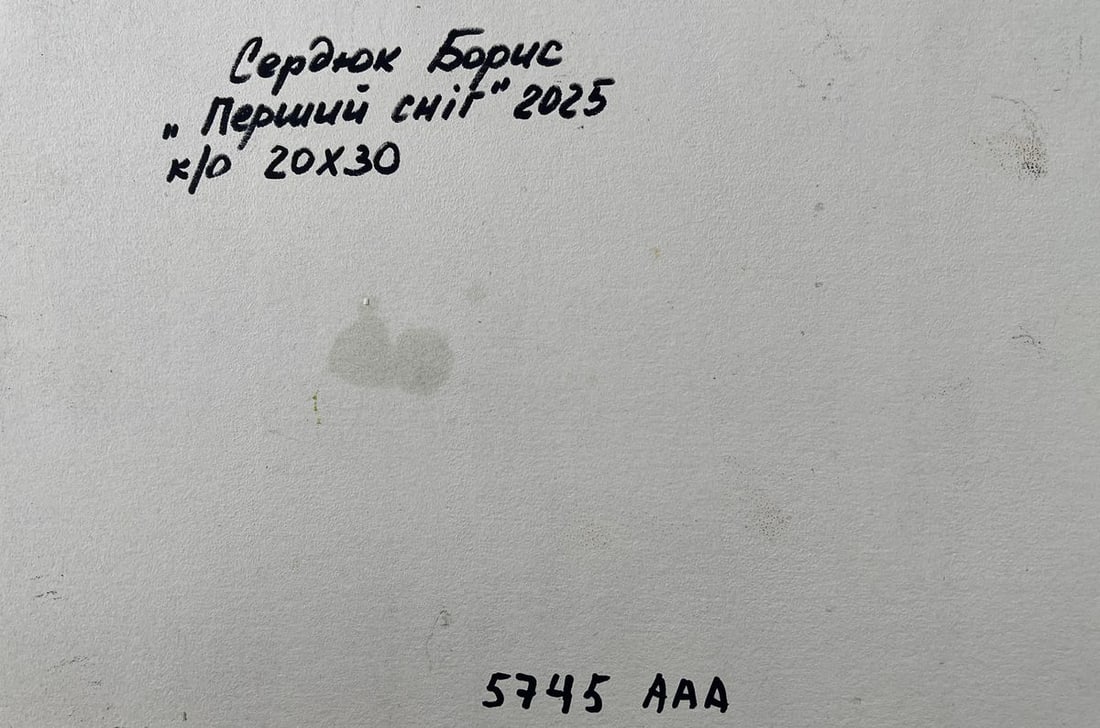 Сердюк Борис
„Перший сніг" 2025
к/о 20х30
5745 ААА